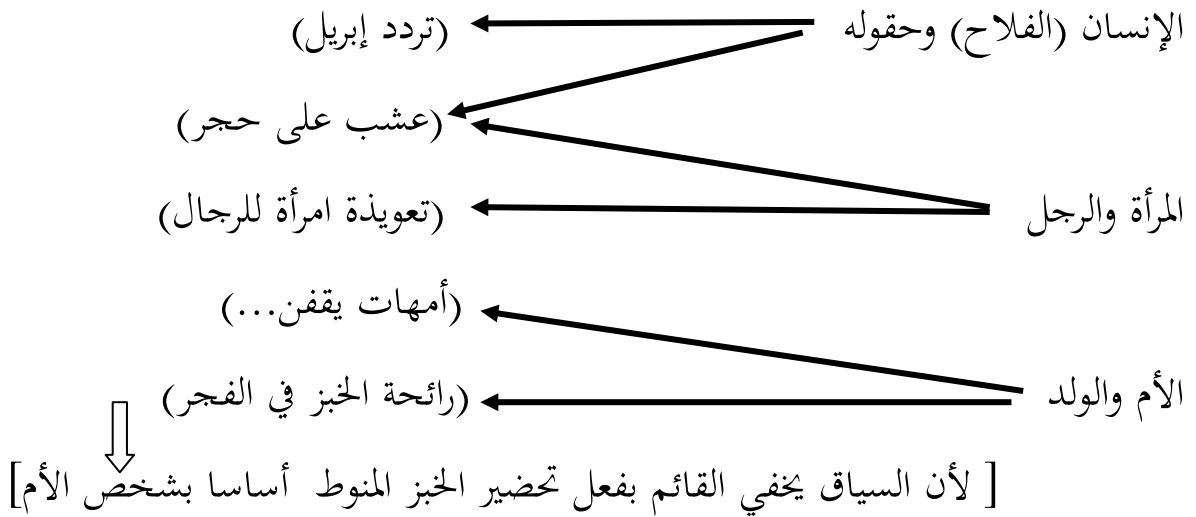 الإنسان (الفلاح) وحقوله (تردد إبريل)
(عشب على حجر)
المرأة والرجل (تعويذة امرأة للرجال)
(أمهات يقفن...)
الأم والولد (رائحة الخبز في الفجر)
[ لأن السياق يخفي القائم بفعل تحضير الخبز المنوط أساسا بشخص الأم]